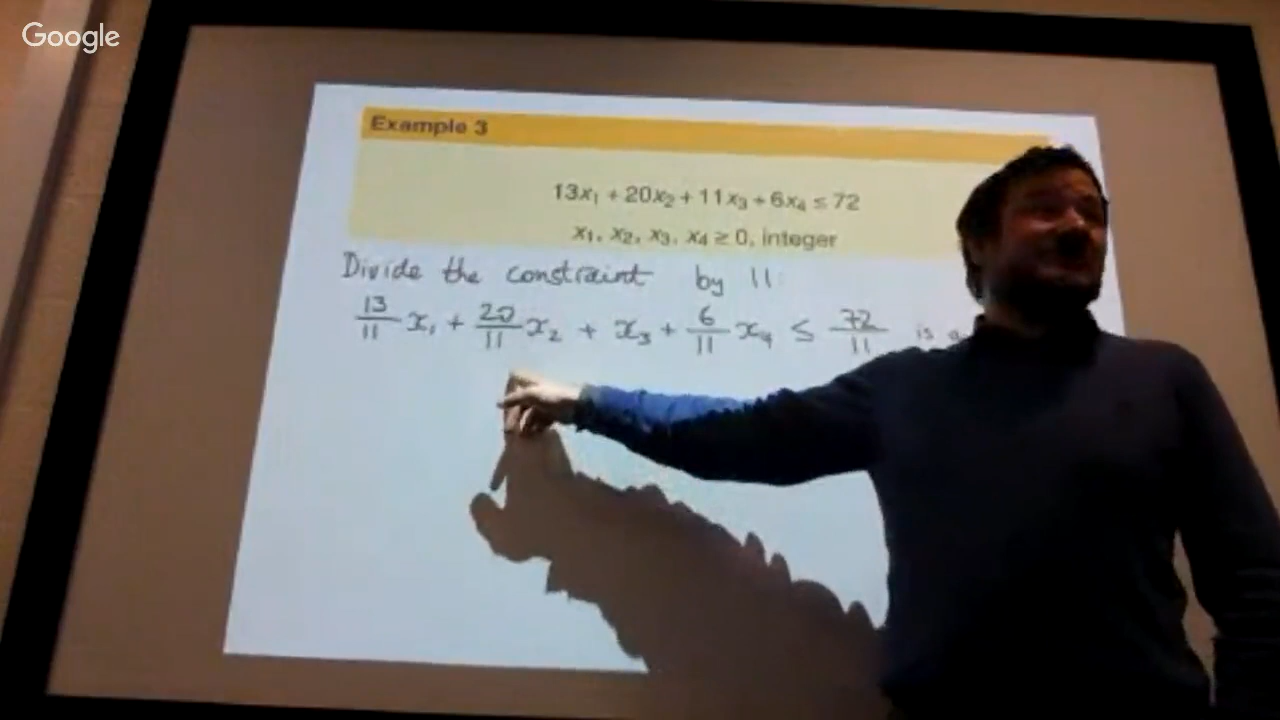 Google
Example 3
13x₁ + 20x₂ + 11x₃ + 6x₄ ≤ 72
x₁, x₂, x₃, x₄ ≥ 0, integer
Divide the constraint by 11
13/11 x₁ + 20/11 x₂ + x₃ + 6/11 x₄ ≤ 72/11 is